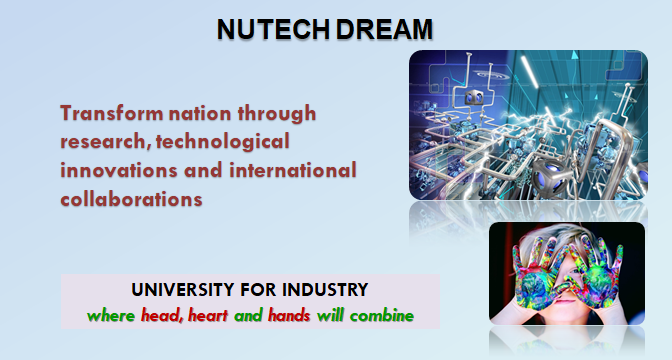 NUTECH DREAM
Transform nation through
research, technological
innovations and international
collaborations
UNIVERSITY FOR INDUSTRY
where head, heart and hands will combine